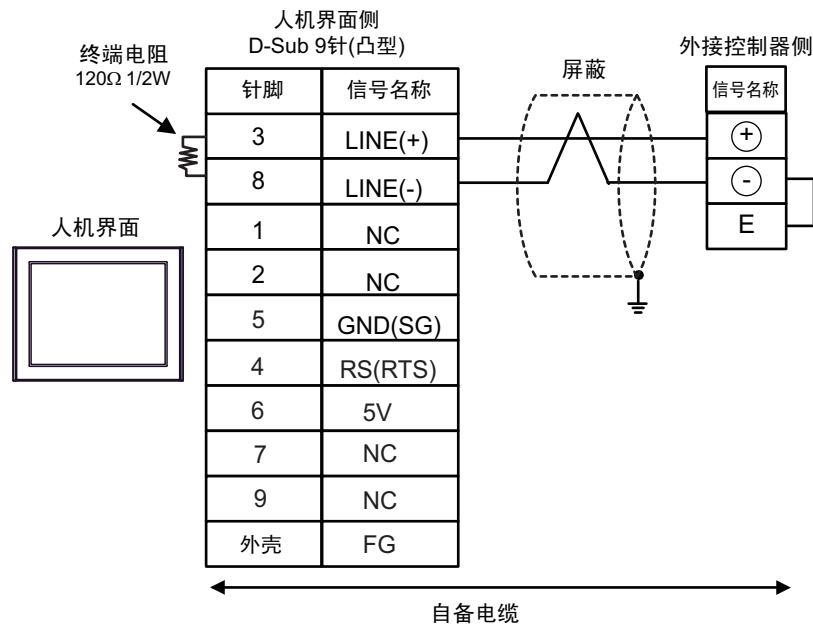 人机界面侧
D-Sub 9针(凸型)
终端电阻
120Ω 1/2W
屏蔽
外接控制器侧
针脚 信号名称
信号名称
3 LINE(+)
+
8 LINE(-)
-
人机界面
1 NC
E
2 NC
5 GND(SG)
4 RS(RTS)
6 5V
7 NC
9 NC
外壳 FG
自备电缆